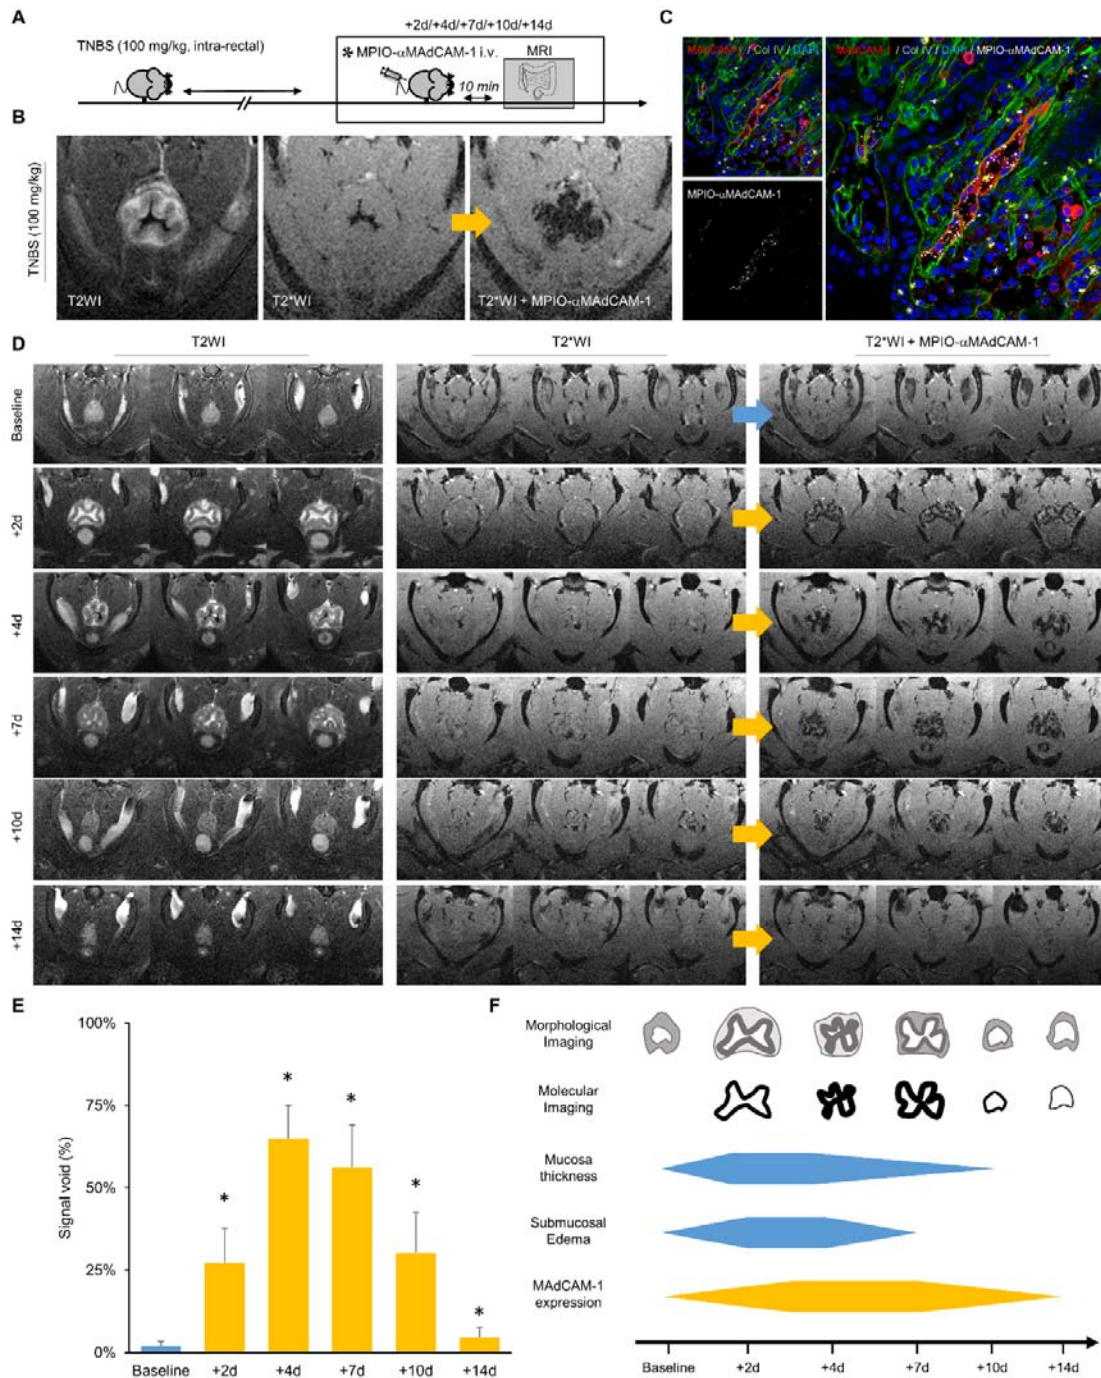 A
+2d/+4d/+7d/+10d/+14d
TNBS (100 mg/kg, intra-rectal)
MPIO-αMAdCAM-1 i.v.
MRI
10 min
B
TNBS (100 mg/kg)
T2WI
T2*WI
T2*WI + MPIO-αMAdCAM-1
C
MAdCAM-1 / Col IV / DAPI
MAdCAM-1 / Col IV / DAPI / MPIO-αMAdCAM-1
MPIO-αMAdCAM-1
D
T2WI
T2*WI
T2*WI + MPIO-αMAdCAM-1
Baseline
+2d
+4d
+7d
+10d
+14d
E
Signal void (%)
100%
75%
50%
25%
0%
*
*
*
*
*
Baseline
+2d
+4d
+7d
+10d
+14d
F
Morphological
Imaging
Molecular
Imaging
Mucosa
thickness
Submucosal
Edema
MAdCAM-1
expression
Baseline
+2d
+4d
+7d
+10d
+14d